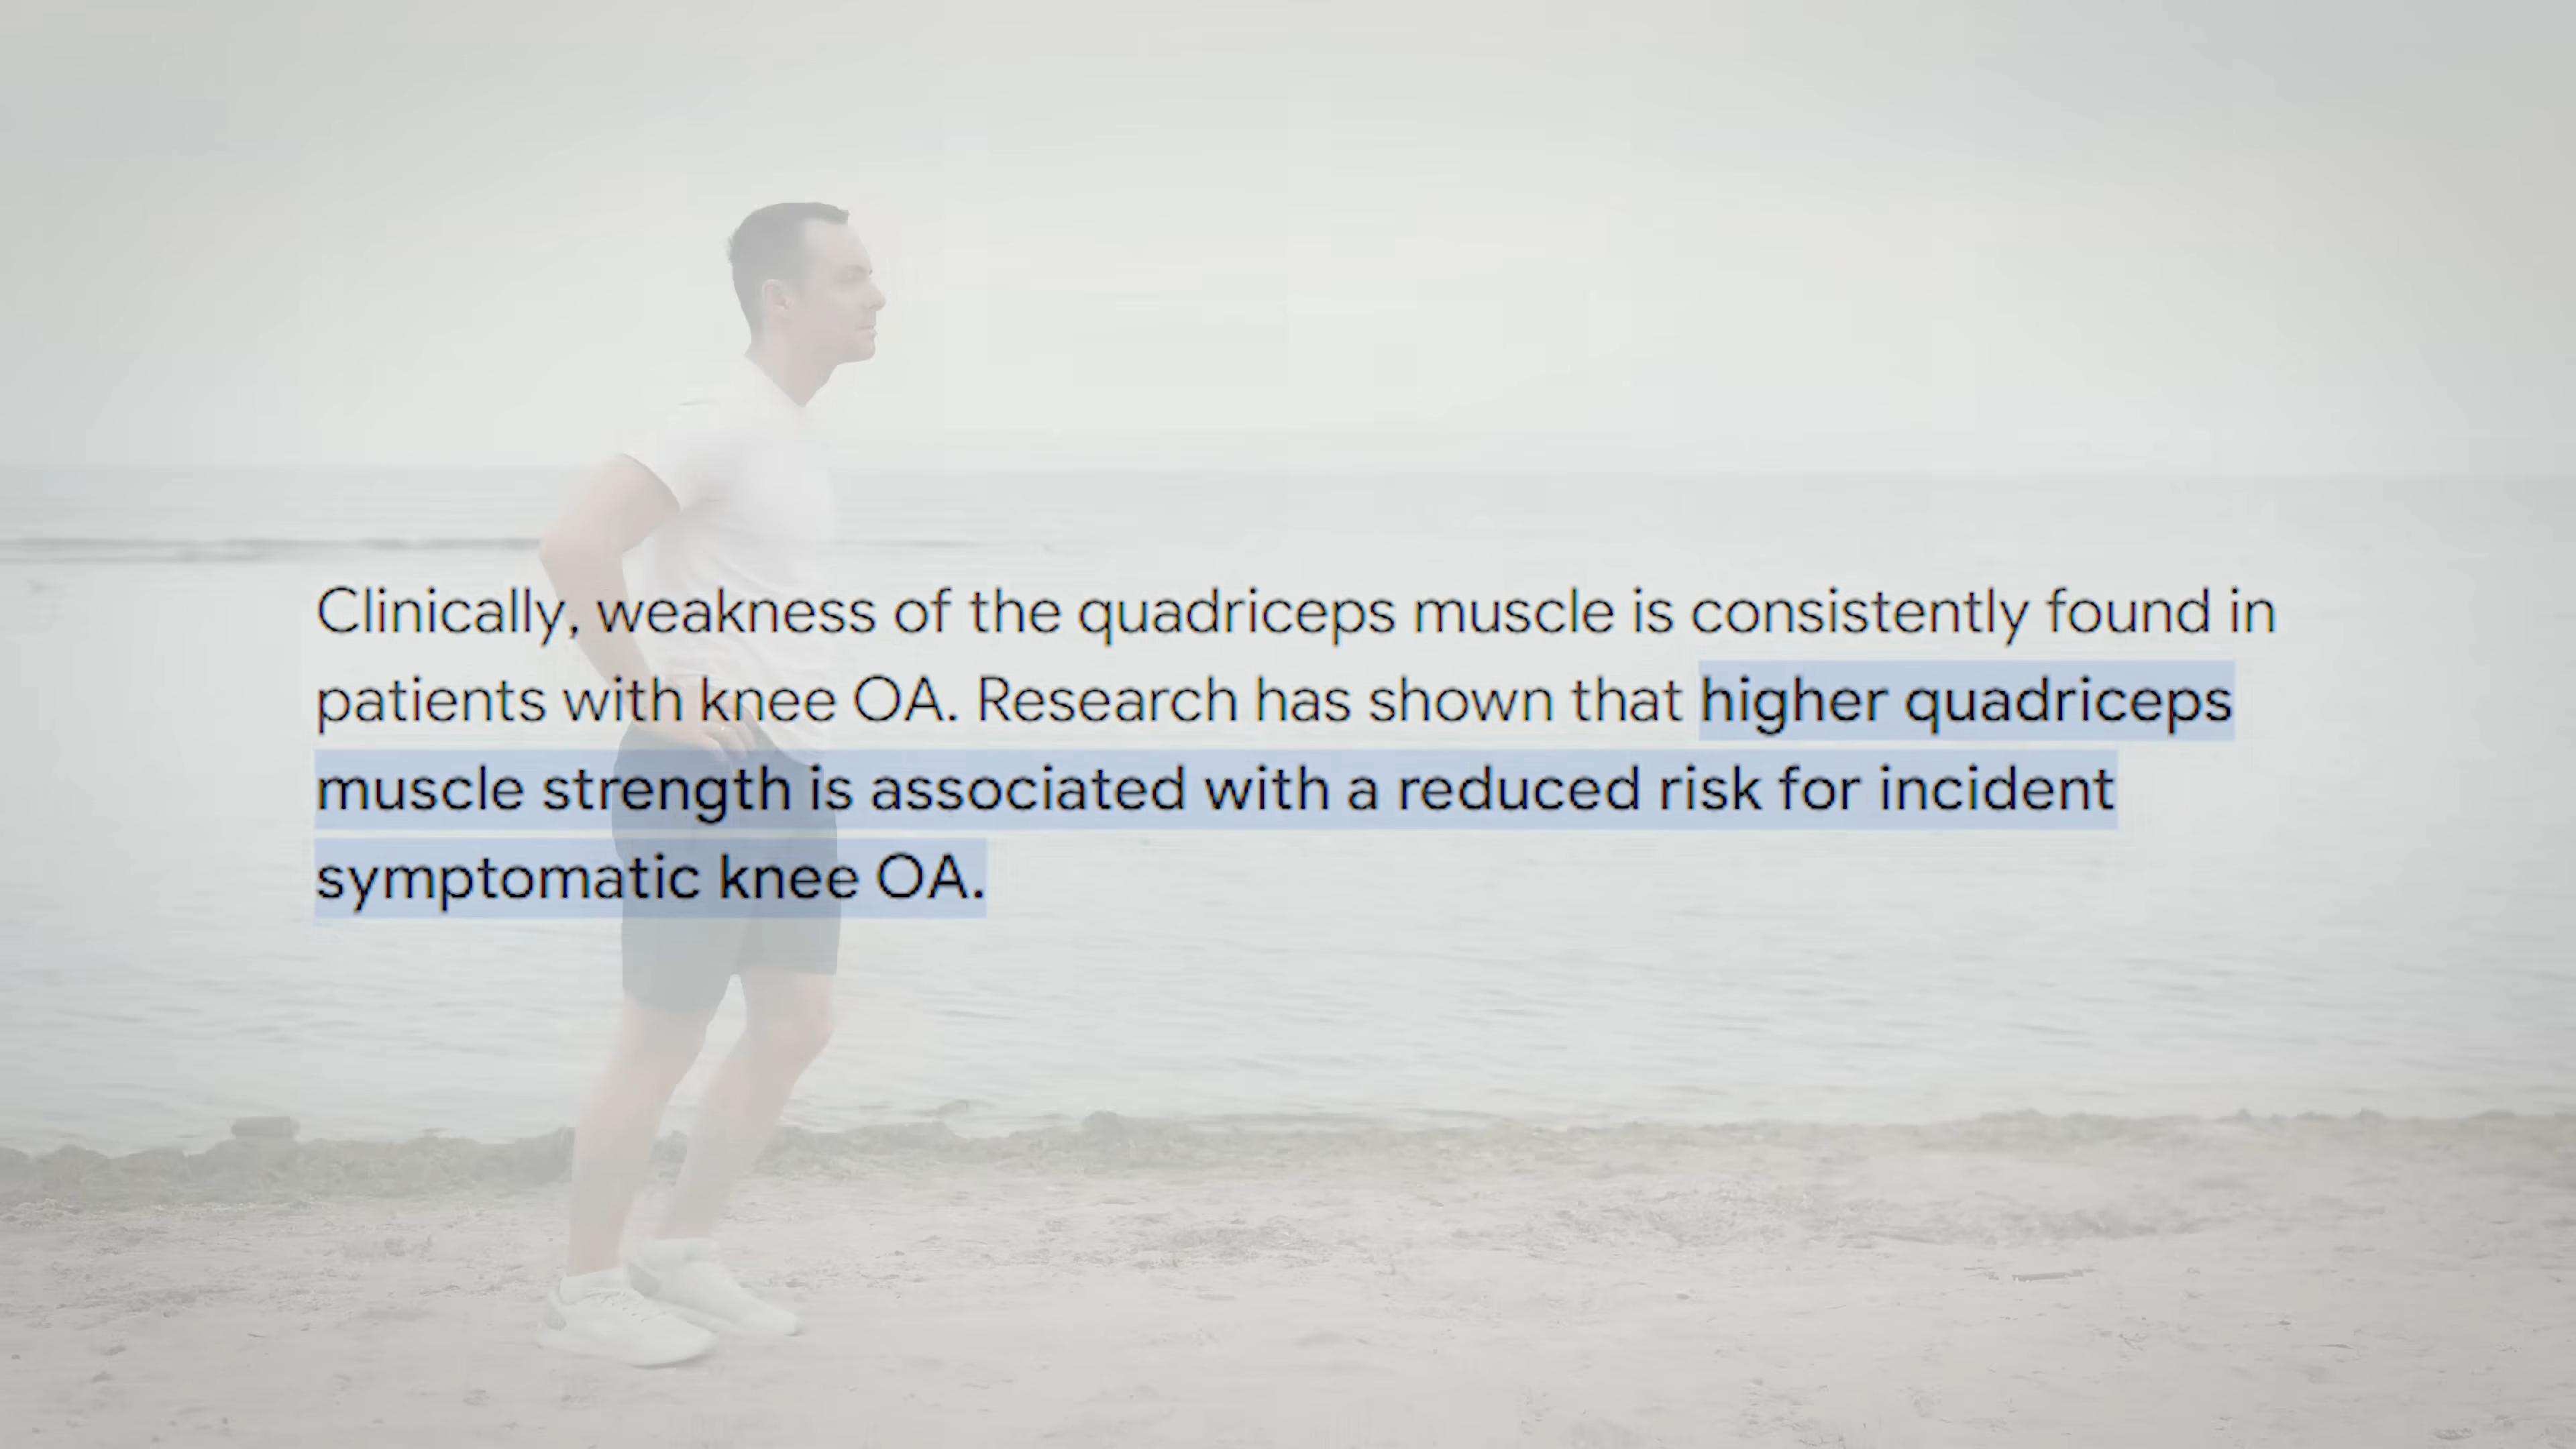 Clinically, weakness of the quadriceps muscle is consistently found in
patients with knee OA. Research has shown that higher quadriceps
muscle strength is associated with a reduced risk for incident
symptomatic knee OA.